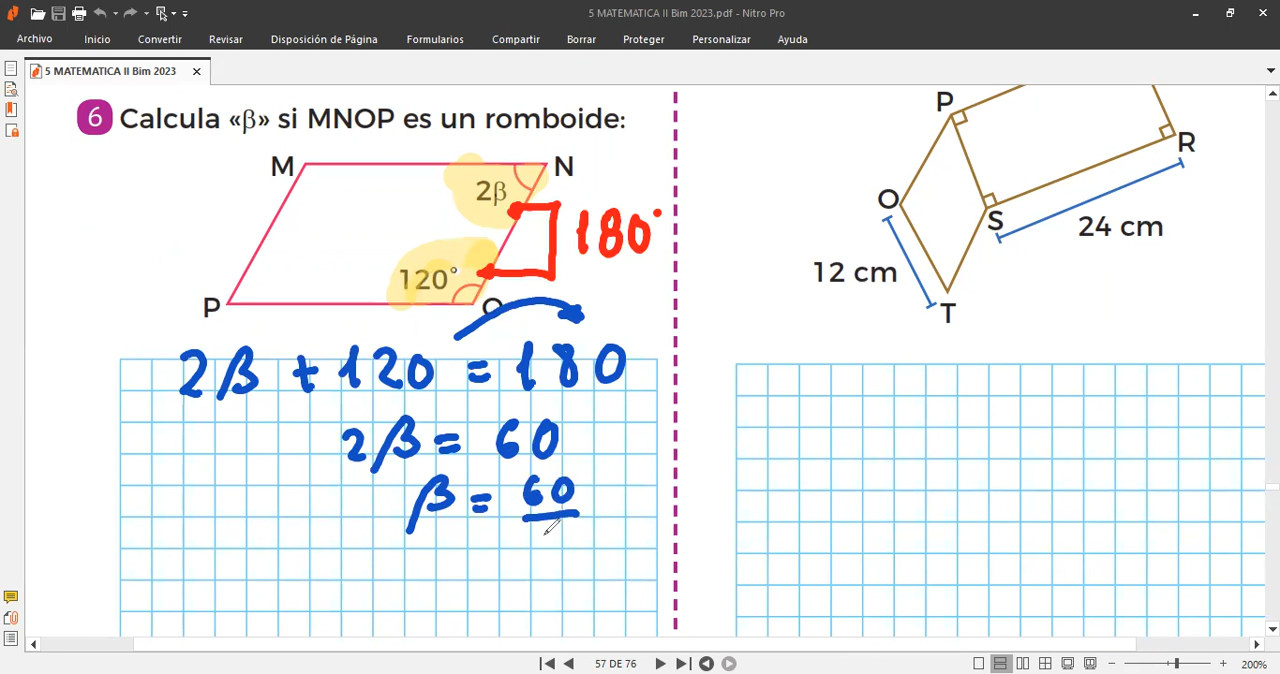 5 MATEMATICA II Bim 2023.pdf - Nitro Pro
Archivo Inicio Convertir Revisar Disposición de Página Formularios Compartir Borrar Proteger Personalizar Ayuda
5 MATEMATICA II Bim 2023
6 Calcula «β» si MNOP es un romboide:
M
N
2β
180°
120°
P
O
2β + 120 = 180
2β = 60
β = 60
P
R
O
S
24 cm
12 cm
T
57 DE 76
200%